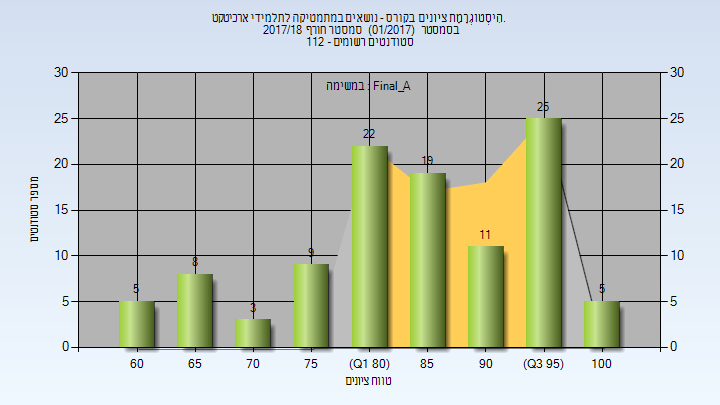 הִיסְטוֹגְרָמַת ציונים בקורס - נושאים במתמטיקה לתלמידי ארכיטקט.
בסמסטר (01/2017) סמסטר חורף 2017/18
סטודנטים רשומים - 112
במשימה : Final_A
30 30
25 25
20 20
15 15
10 10
5 5
0 0
מספר סטודנטים
5 8 3 9 22 19 11 25 5
60 65 70 75 (Q1 80) 85 90 (Q3 95) 100
טווח ציונים